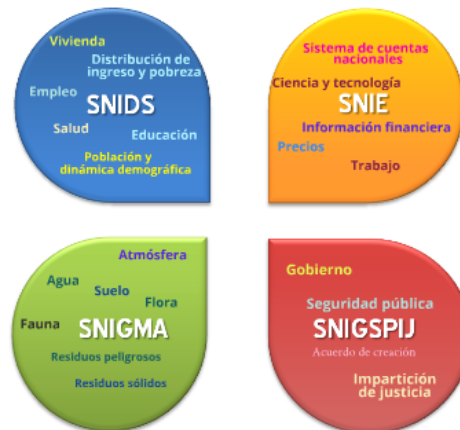 Vivienda
Distribución de
ingreso y pobreza
Empleo
SNIDS
Salud
Educación
Población y
dinámica demográfica
Sistema de cuentas
nacionales
Ciencia y tecnología
SNIE
Información financiera
Precios
Trabajo
Atmósfera
Agua
Suelo
Flora
Fauna
SNIGMA
Residuos peligrosos
Residuos sólidos
Gobierno
Seguridad pública
SNIGSPIJ
Acuerdo de creación
Impartición
de justicia